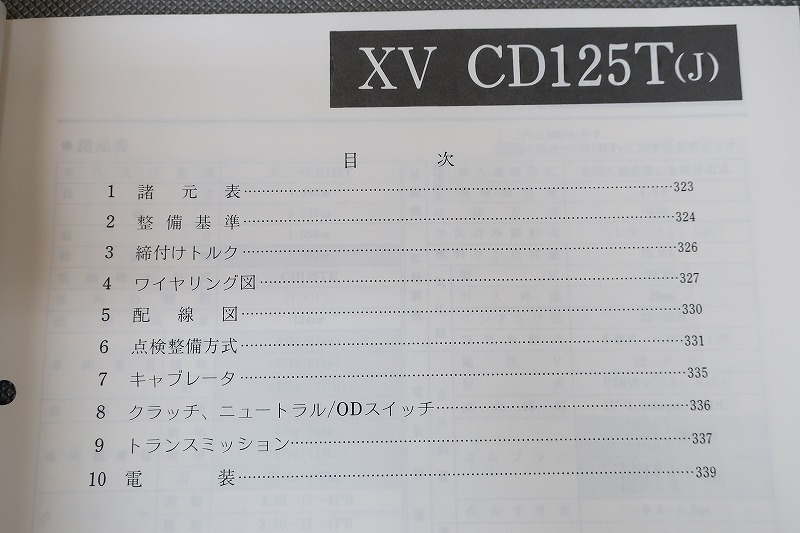 XV CD125T(J)
目 次
1 諸元表……323
2 整備基準……324
3 締付けトルク……326
4 ワイヤリング図……327
5 配線図……330
6 点検整備方式……331
7 キャブレータ……335
8 クラッチ、ニュートラル/ODスイッチ……336
9 トランスミッション……337
10 電装……339